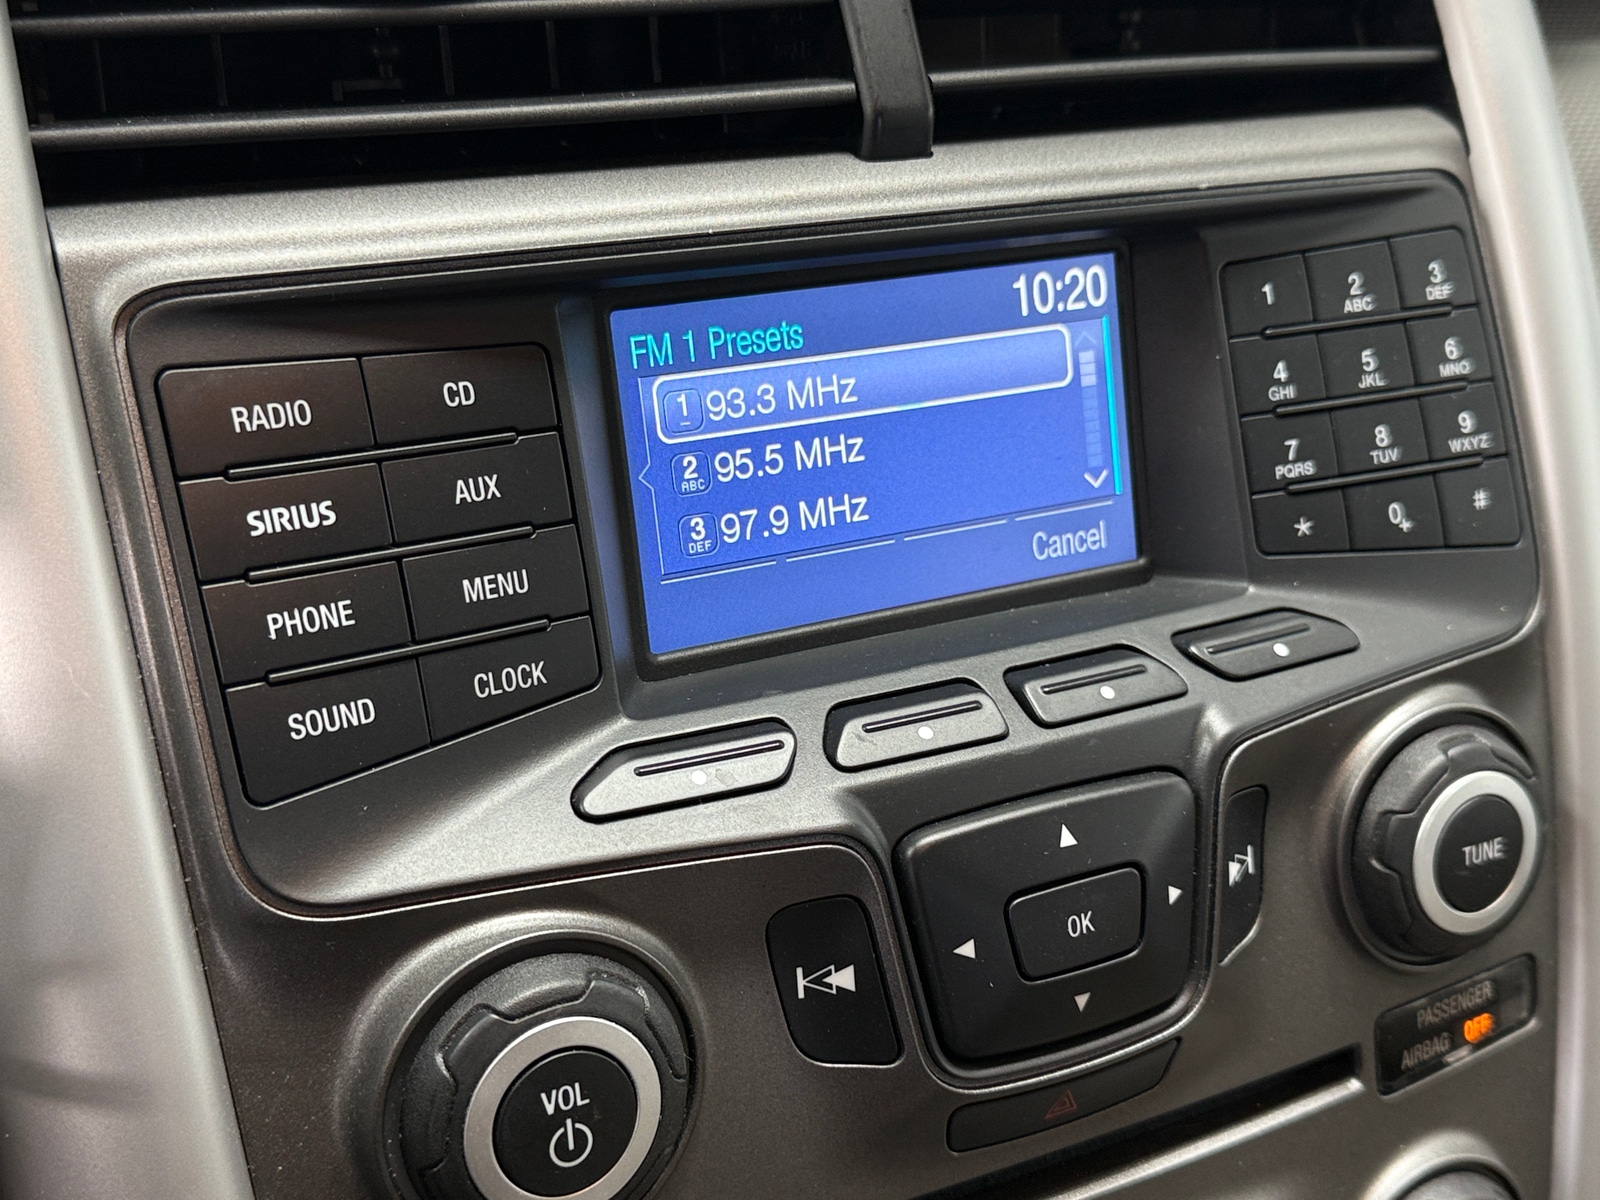 10:20
FM 1 Presets
1 93.3 MHz
2 ABC 95.5 MHz
3 DEF 97.9 MHz
Cancel
RADIO
CD
SIRIUS
AUX
PHONE
MENU
SOUND
CLOCK
1
2
ABC
3
DEF
4
GHI
5
JKL
6
MNO
7
PQRS
8
TUV
9
WXYZ
*
0+
#
OK
TUNE
VOL
PASSENGER
AIRBAG OFF